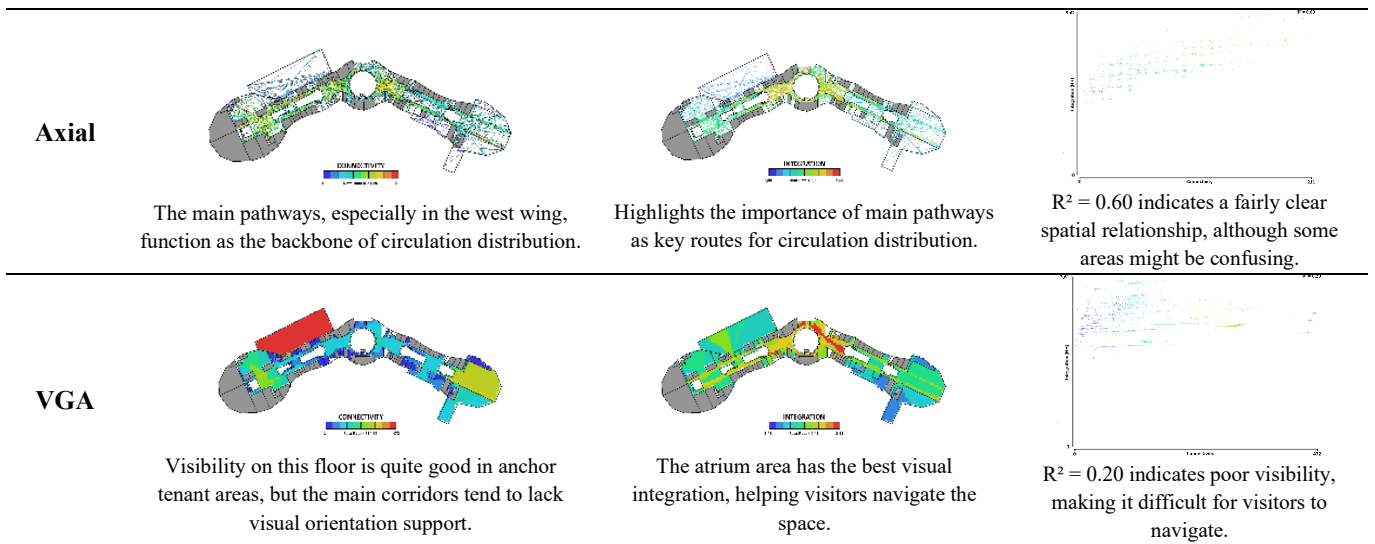 Axial
CONNECTIVITY
The main pathways, especially in the west wing,
function as the backbone of circulation distribution.
INTEGRATION
Highlights the importance of main pathways
as key routes for circulation distribution.
R² = 0.60 indicates a fairly clear
spatial relationship, although some
areas might be confusing.
VGA
CONNECTIVITY
Visibility on this floor is quite good in anchor
tenant areas, but the main corridors tend to lack
visual orientation support.
INTEGRATION
The atrium area has the best visual
integration, helping visitors navigate the
space.
R² = 0.20 indicates poor visibility,
making it difficult for visitors to
navigate.